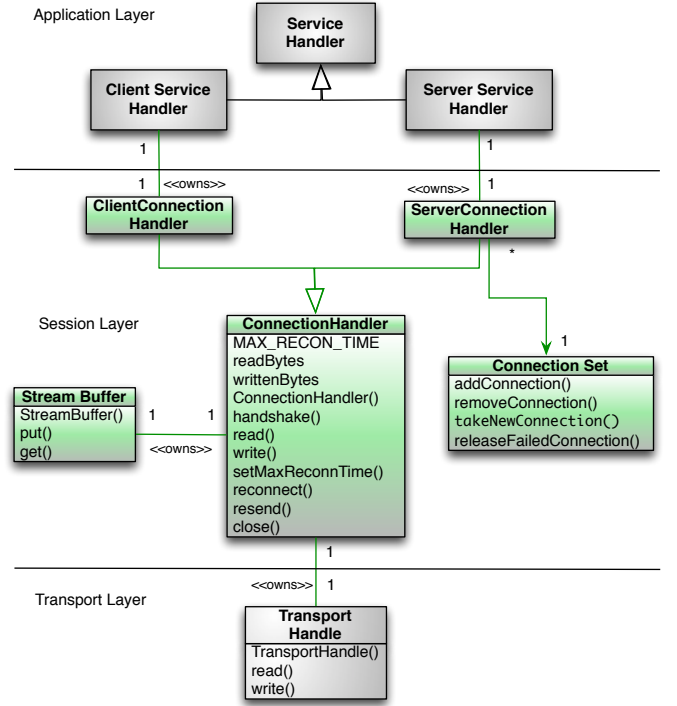 Application Layer
Service
Handler
Client Service
Handler
Server Service
Handler
1
1
1 <<owns>>
<<owns>> 1
ClientConnection
Handler
ServerConnection
Handler
*
Session Layer
1
ConnectionHandler
MAX_RECON_TIME
readBytes
writtenBytes
ConnectionHandler()
handshake()
read()
write()
setMaxReconnTime()
reconnect()
resend()
close()
Connection Set
addConnection()
removeConnection()
takeNewConnection()
releaseFailedConnection()
Stream Buffer
StreamBuffer()
put()
get()
1 1
<<owns>>
1
<<owns>> 1
Transport Layer
Transport
Handle
TransportHandle()
read()
write()